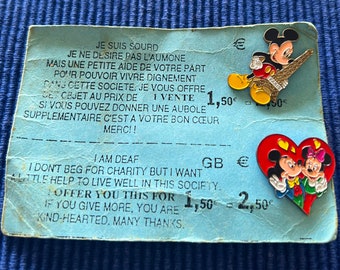 JE SUIS SOURD €
JE NE DESIRE PAS L'AUMONE
MAIS UNE PETITE AIDE DE VOTRE PART
POUR POUVOIR VIVRE DIGNEMENT
DANS CETTE SOCIETE, JE VOUS OFFRE
CET OBJET AU PRIX DE 1 VENTE 1,50€
SI VOUS POUVEZ DONNER UNE AUBOLE
SUPPLEMENTAIRE C'EST A VOTRE BON CŒUR
MERCI !
I AM DEAF GB €
I DON'T BEG FOR CHARITY BUT I WANT
A LITTLE HELP TO LIVE WELL IN THIS SOCIETY.
I OFFER YOU THIS FOR 1,50€ = 2,50€
IF YOU GIVE MORE, YOU ARE
KIND-HEARTED. MANY THANKS.